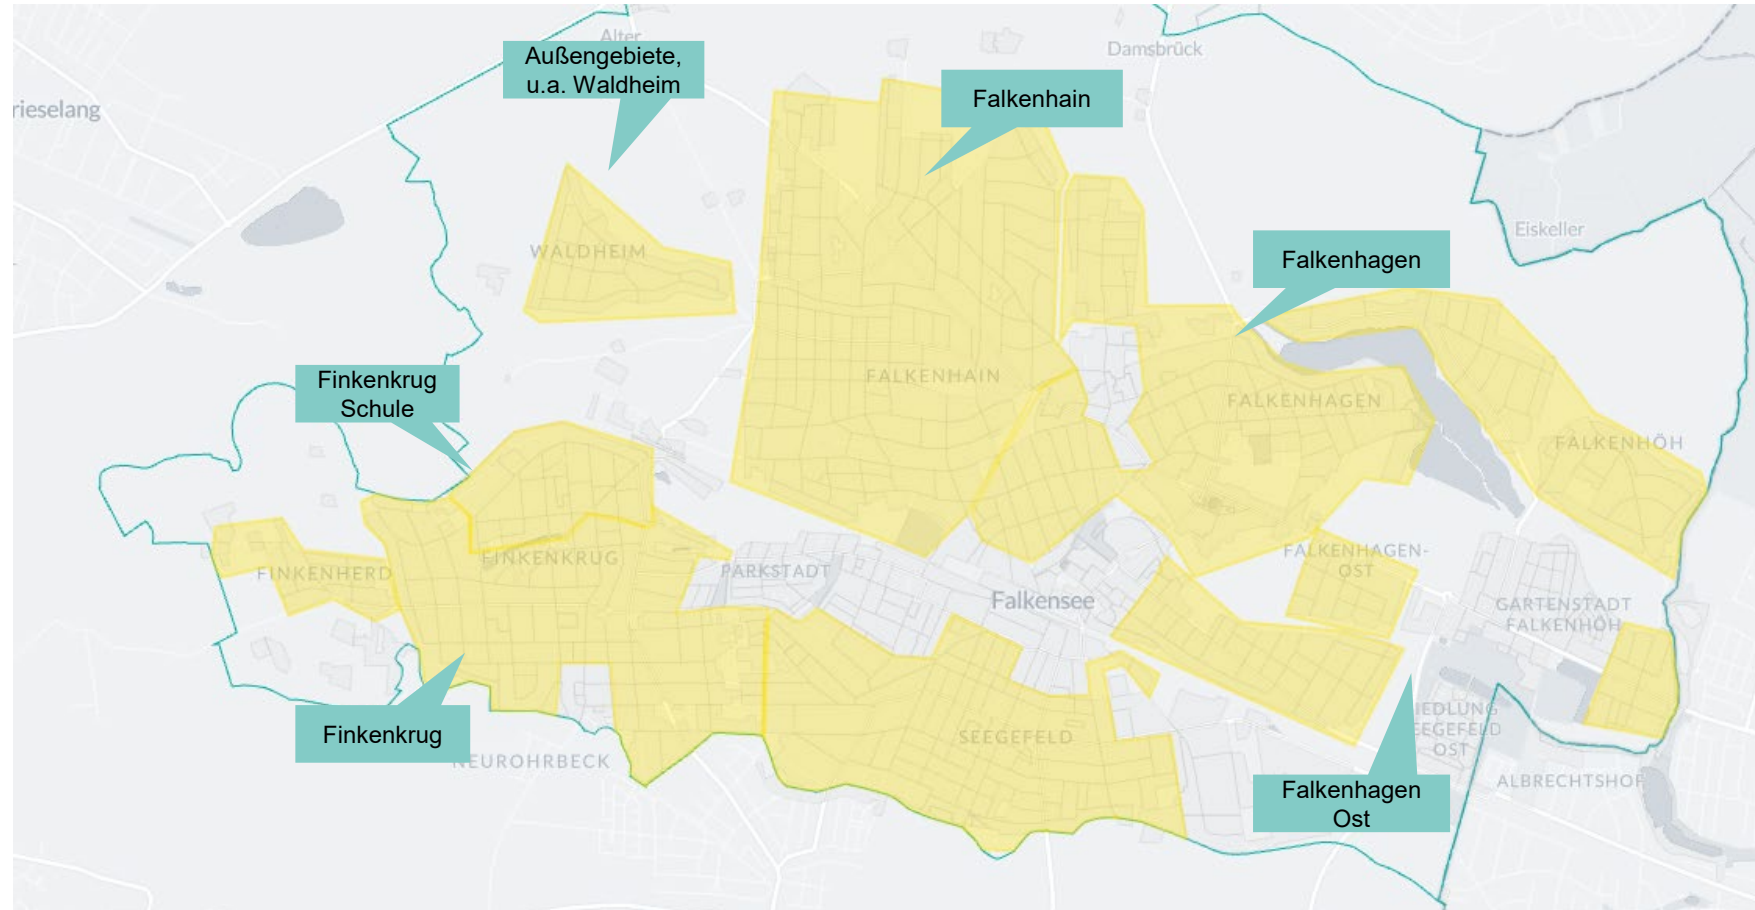 Alter
Außengebiete,
u.a. Waldheim
Damsbrück
Falkenhain
rieselang
Eiskeller
WALDHEIM
Falkenhagen
Finkenkrug
Schule
FALKENHAIN
FALKENHAGEN
FALKENHÖH
FINKENKRUG
FINKENHERD
PARKSTADT
FALKENHAGEN-
OST
Falkensee
GARTENSTADT
FALKENHÖH
Finkenkrug
NEUROHRBECK
SEEGEFELD
IEDLUNG
EEGEFELD
OST
ALBRECHTSHOF
Falkenhagen
Ost